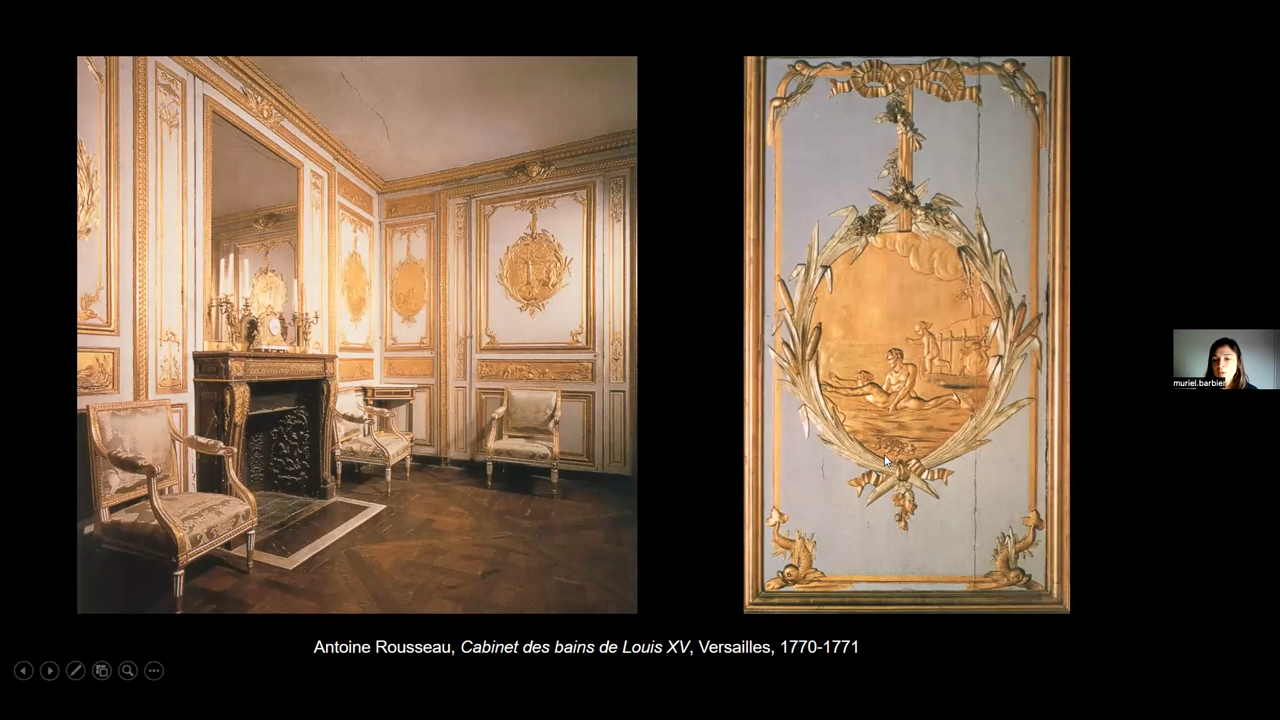 muriel.barbier
Antoine Rousseau, Cabinet des bains de Louis XV, Versailles, 1770-1771